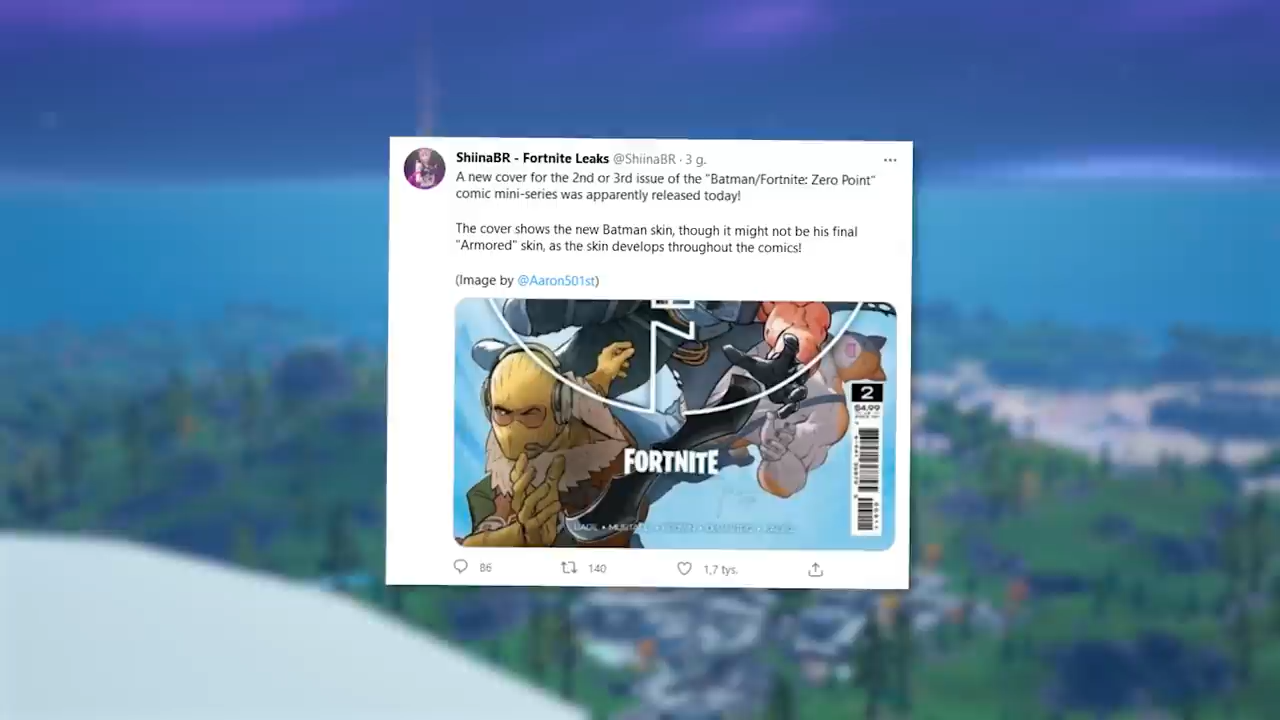 ShiinaBR - Fortnite Leaks @ShiinaBR · 3 g.
A new cover for the 2nd or 3rd issue of the "Batman/Fortnite: Zero Point"
comic mini-series was apparently released today!
The cover shows the new Batman skin, though it might not be his final
"Armored" skin, as the skin develops throughout the comics!
(Image by @Aaron501st)
2
$4.99
FORTNITE
86 140 1,7 tys.